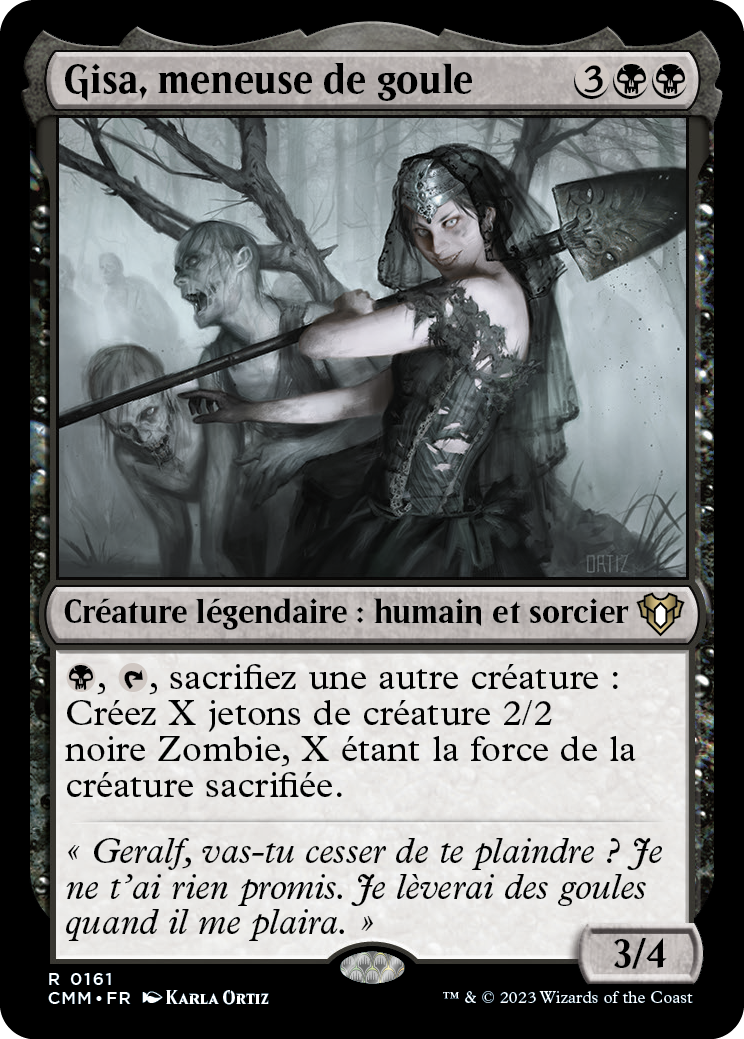 Gisa, meneuse de goule 3
ORTIZ
Créature légendaire : humain et sorcier
, , sacrifiez une autre créature :
Créez X jetons de créature 2/2
noire Zombie, X étant la force de la
créature sacrifiée.
« Geralf, vas-tu cesser de te plaindre ? Je
ne t'ai rien promis. Je lèverai des goules
quand il me plaira. »
3/4
R 0161
CMM • FR Karla Ortiz
™ & © 2023 Wizards of the Coast